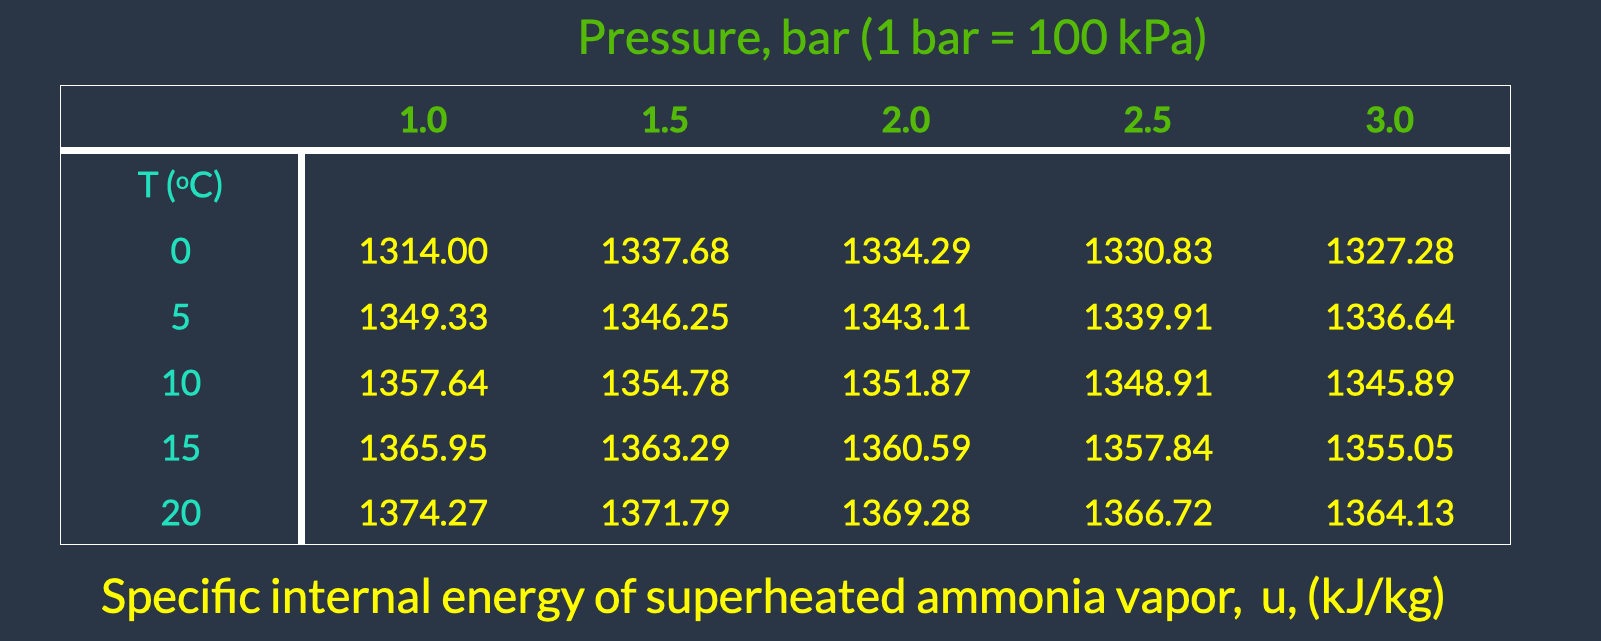 Pressure, bar (1 bar = 100 kPa)
1.0 1.5 2.0 2.5 3.0
T (ºC)
0 1314.00 1337.68 1334.29 1330.83 1327.28
5 1349.33 1346.25 1343.11 1339.91 1336.64
10 1357.64 1354.78 1351.87 1348.91 1345.89
15 1365.95 1363.29 1360.59 1357.84 1355.05
20 1374.27 1371.79 1369.28 1366.72 1364.13
Specific internal energy of superheated ammonia vapor, u, (kJ/kg)